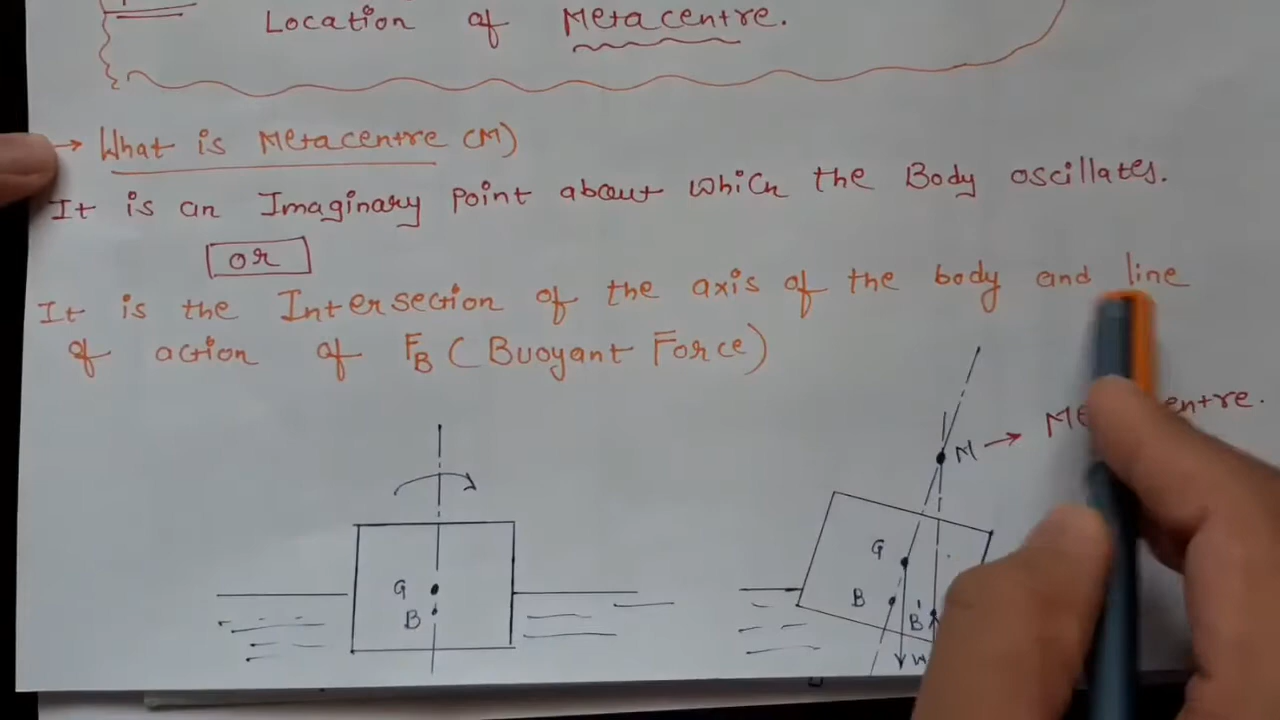 Location of Metacentre.
→ What is Metacentre (M)
It is an Imaginary Point about which the Body oscillates.
or
It is the Intersection of the axis of the body and line
of action of FB (Buoyant Force)
M →
G
B
G
B
B'
W